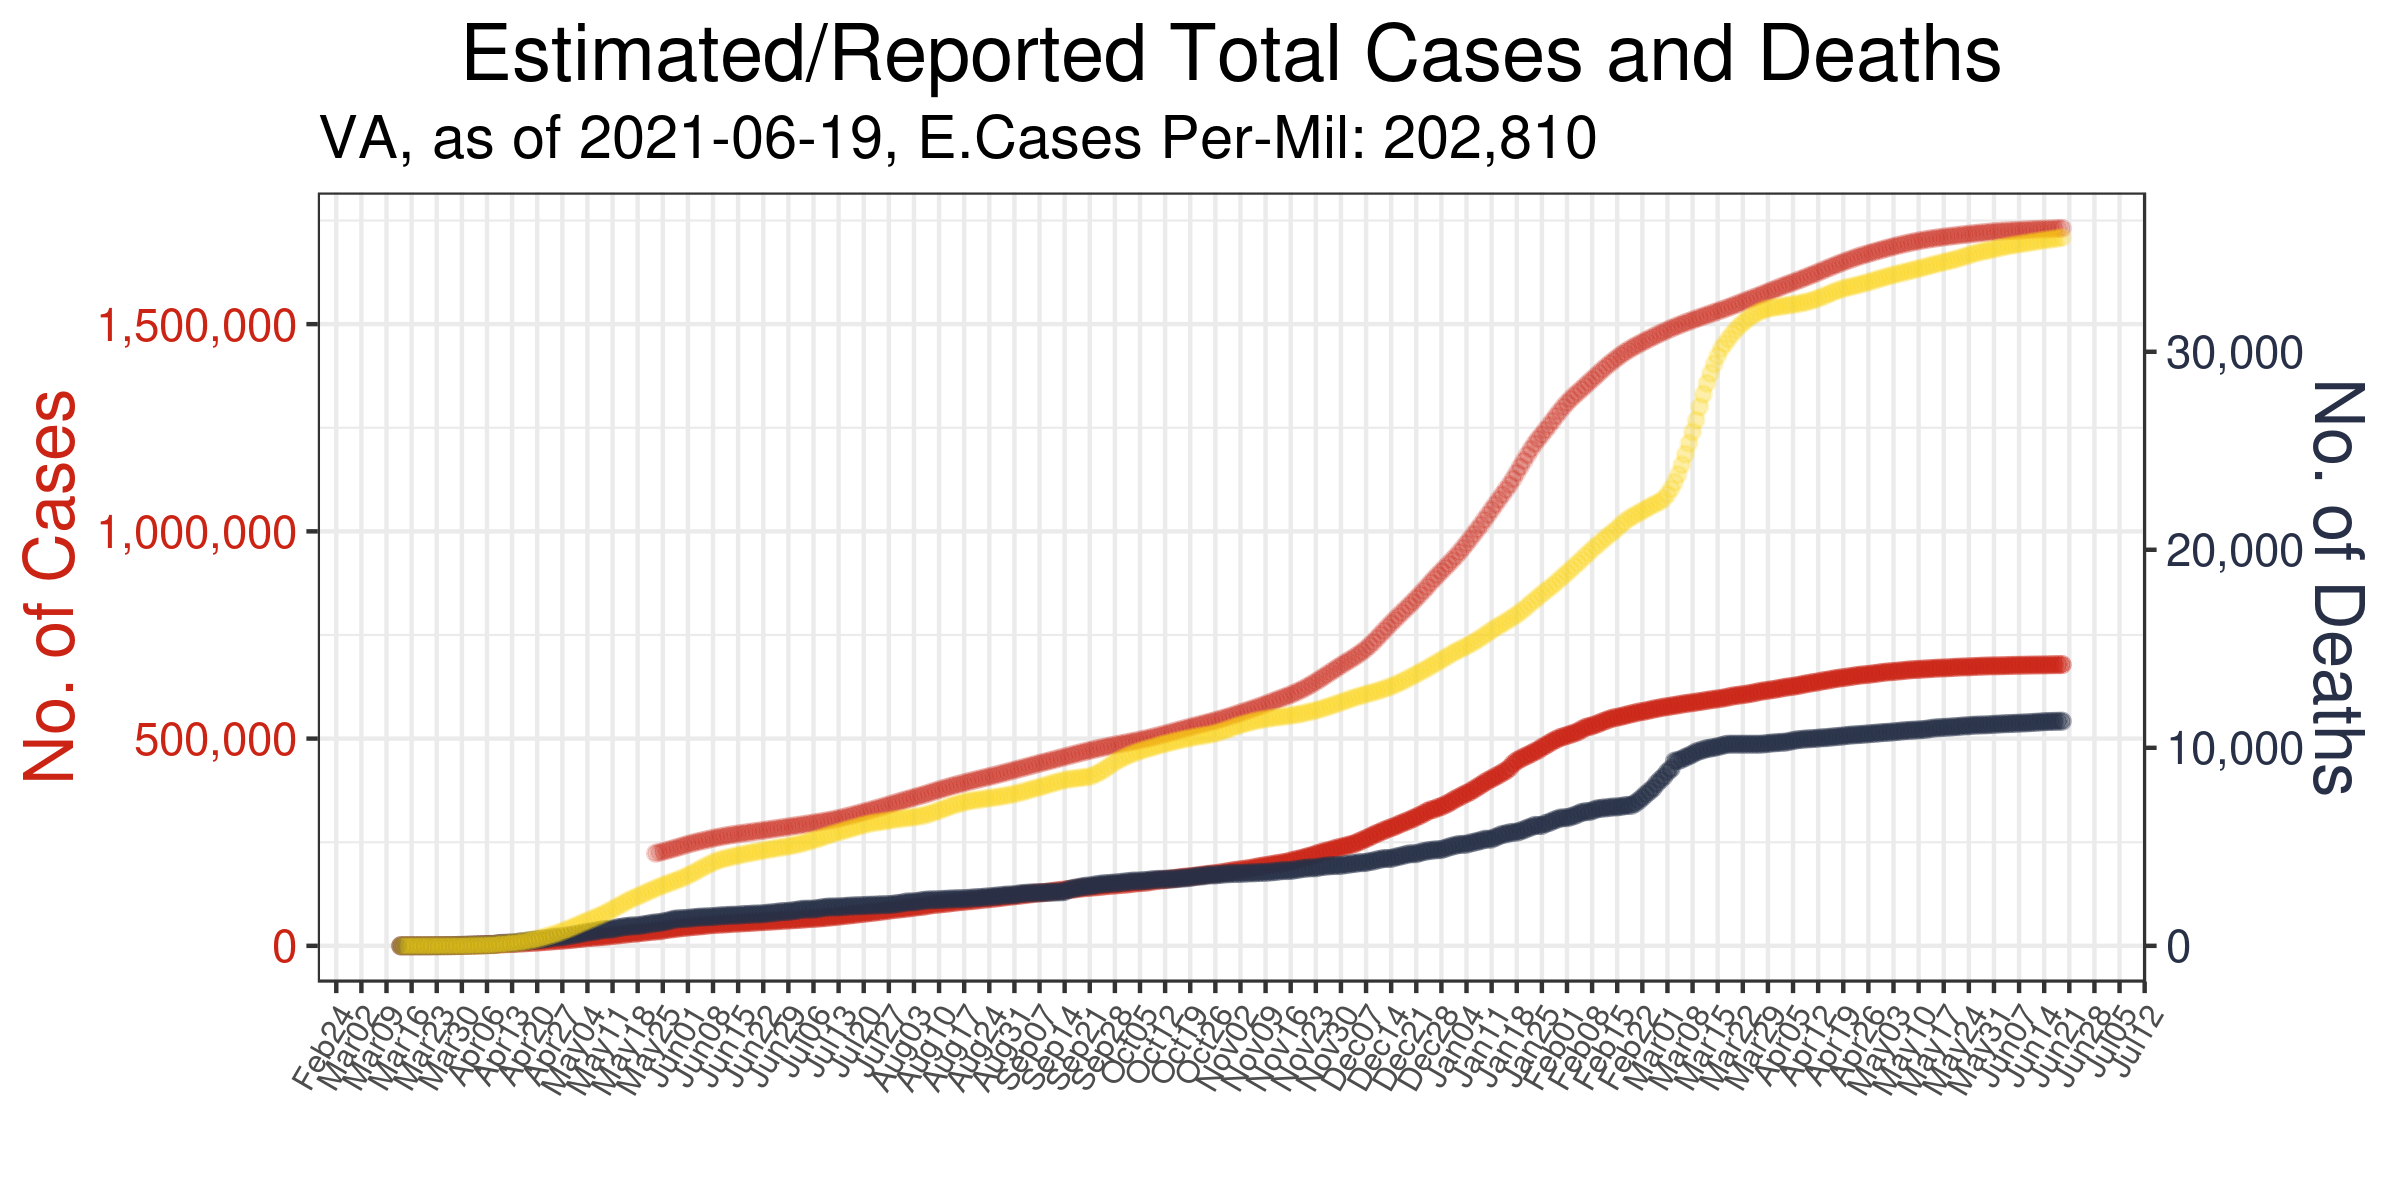 Estimated/Reported Total Cases and Deaths
VA, as of 2021-06-19, E.Cases Per-Mil: 202,810
No. of Cases
1,500,000
1,000,000
500,000
0
30,000
20,000
10,000
0
No. of Deaths
Feb24
Mar02
Mar09
Mar16
Mar23
Mar30
Apr06
Apr13
Apr20
Apr27
May04
May11
May18
May25
Jun01
Jun08
Jun15
Jun22
Jun29
Jul06
Jul13
Jul20
Jul27
Aug03
Aug10
Aug17
Aug24
Aug31
Sep07
Sep14
Sep21
Sep28
Oct05
Oct12
Oct19
Oct26
Nov02
Nov09
Nov16
Nov23
Nov30
Dec07
Dec14
Dec21
Dec28
Jan04
Jan11
Jan18
Jan25
Feb01
Feb08
Feb15
Feb22
Mar01
Mar08
Mar15
Mar22
Mar29
Apr05
Apr12
Apr19
Apr26
May03
May10
May17
May24
May31
Jun07
Jun14
Jun21
Jun28
Jul05
Jul12